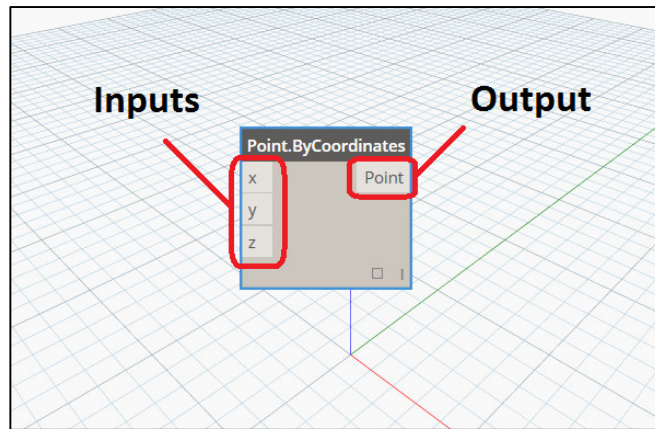 Inputs
Output
Point.ByCoordinates
x
Point
y
z